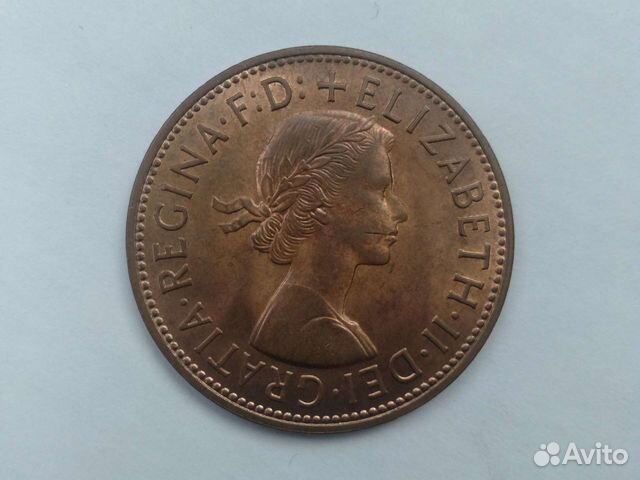 + ELIZABETH · II · DEI · GRATIA · REGINA · F: D:
Avito